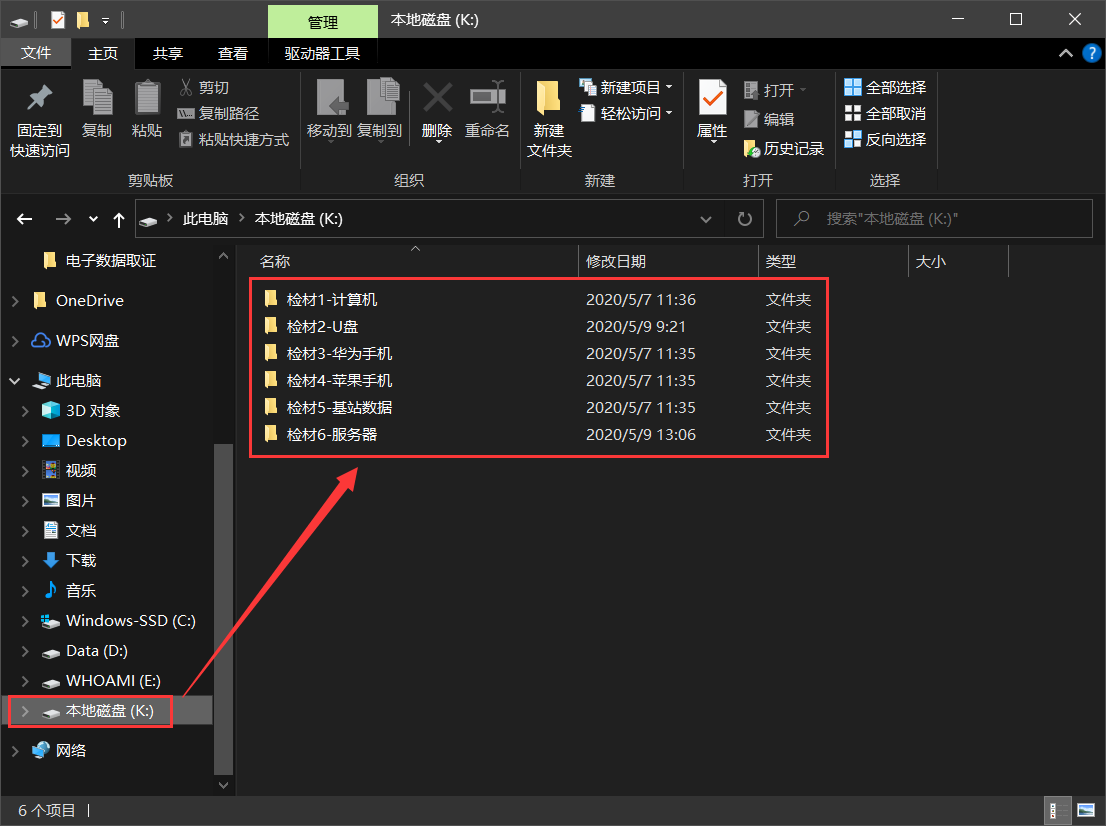 管理
本地磁盘 (K:)
文件
主页
共享
查看
驱动器工具
?
固定到
快速访问
复制
粘贴
剪切
复制路径
粘贴快捷方式
剪贴板
移动到
复制到
删除
重命名
组织
新建
文件夹
新建项目
轻松访问
新建
属性
打开
编辑
历史记录
打开
全部选择
全部取消
反向选择
选择
此电脑
本地磁盘 (K:)
搜索"本地磁盘 (K:)"
电子数据取证
OneDrive
WPS网盘
此电脑
3D 对象
Desktop
视频
图片
文档
下载
音乐
Windows-SSD (C:)
Data (D:)
WHOAMI (E:)
本地磁盘 (K:)
网络
名称 修改日期 类型 大小
检材1-计算机 2020/5/7 11:36 文件夹
检材2-U盘 2020/5/9 9:21 文件夹
检材3-华为手机 2020/5/7 11:35 文件夹
检材4-苹果手机 2020/5/7 11:35 文件夹
检材5-基站数据 2020/5/7 11:35 文件夹
检材6-服务器 2020/5/9 13:06 文件夹
6 个项目